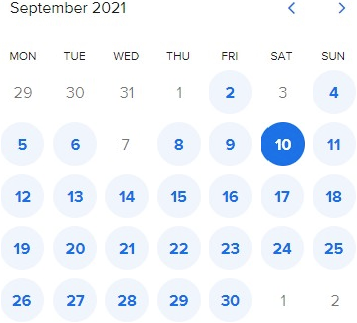 September 2021
MON TUE WED THU FRI SAT SUN
29 30 31 1 2 3 4
5 6 7 8 9 10 11
12 13 14 15 16 17 18
19 20 21 22 23 24 25
26 27 28 29 30 1 2